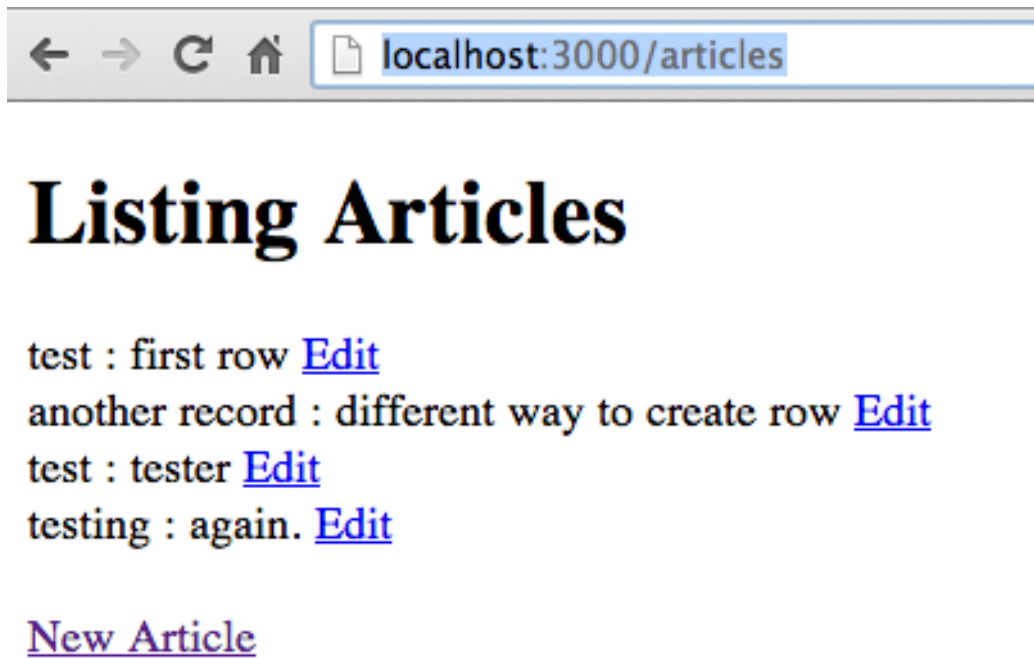 localhost:3000/articles
Listing Articles
test : first row Edit
another record : different way to create row Edit
test : tester Edit
testing : again. Edit
New Article